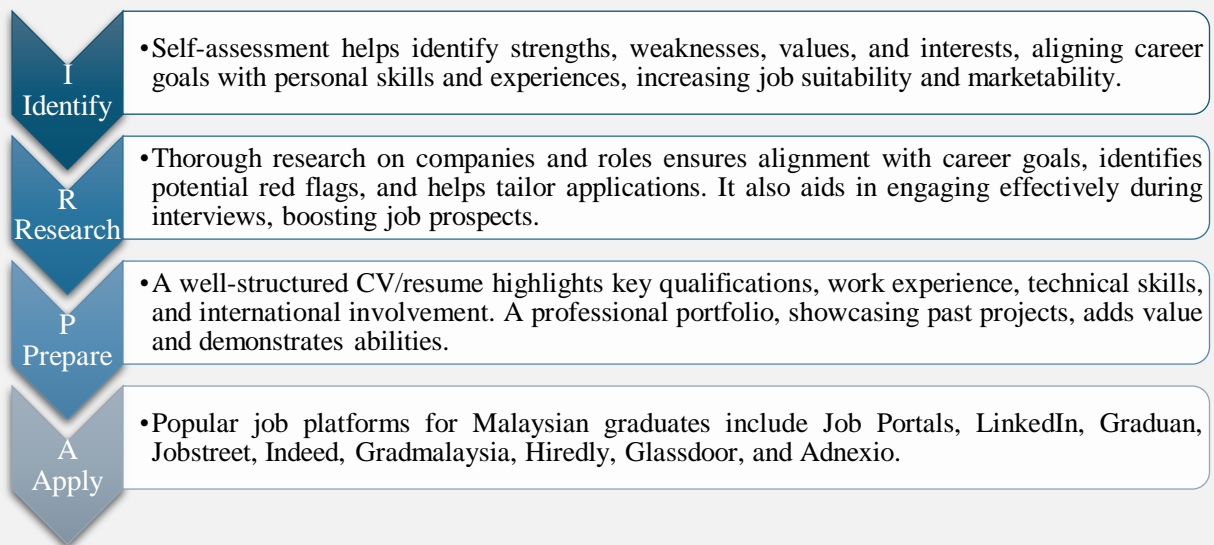 I
Identify
•Self-assessment helps identify strengths, weaknesses, values, and interests, aligning career
goals with personal skills and experiences, increasing job suitability and marketability.
R
Research
•Thorough research on companies and roles ensures alignment with career goals, identifies
potential red flags, and helps tailor applications. It also aids in engaging effectively during
interviews, boosting job prospects.
P
Prepare
•A well-structured CV/resume highlights key qualifications, work experience, technical skills,
and international involvement. A professional portfolio, showcasing past projects, adds value
and demonstrates abilities.
A
Apply
•Popular job platforms for Malaysian graduates include Job Portals, LinkedIn, Graduan,
Jobstreet, Indeed, Gradmalaysia, Hiredly, Glassdoor, and Adnexio.